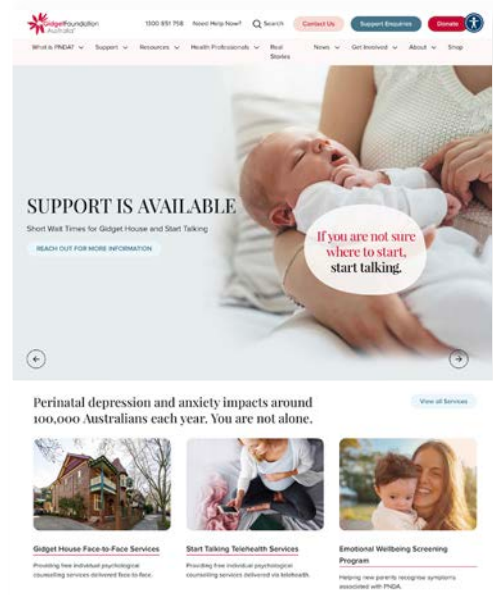 GidgetFoundation
Australia
1300 851 758 Need Help Now? Search Contact Us Support Enquiries Donate
What is PNDA? Support Resources Health Professionals Real Stories News Get Involved About Shop
SUPPORT IS AVAILABLE
Short Wait Times for Gidget House and Start Talking
REACH OUT FOR MORE INFORMATION
If you are not sure
where to start,
start talking.
Perinatal depression and anxiety impacts around
100,000 Australians each year. You are not alone.
View all Services
Gidget House Face-to-Face Services
Providing free individual psychological
counselling services delivered face-to-face.
Start Talking Telehealth Services
Providing free individual psychological
counselling services delivered via telehealth.
Emotional Wellbeing Screening
Program
Helping new parents recognise symptoms
associated with PNDA.